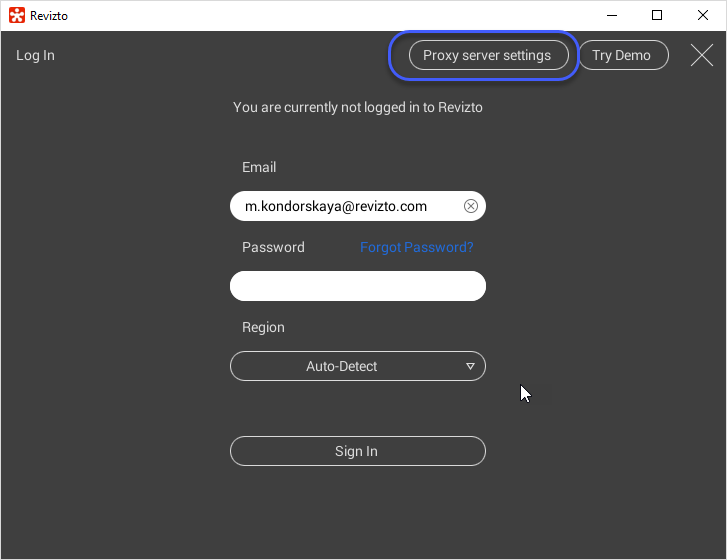 Revizto
Log In
Proxy server settings
Try Demo
You are currently not logged in to Revizto
Email
m.kondorskaya@revizto.com
Password
Forgot Password?
Region
Auto-Detect
Sign In